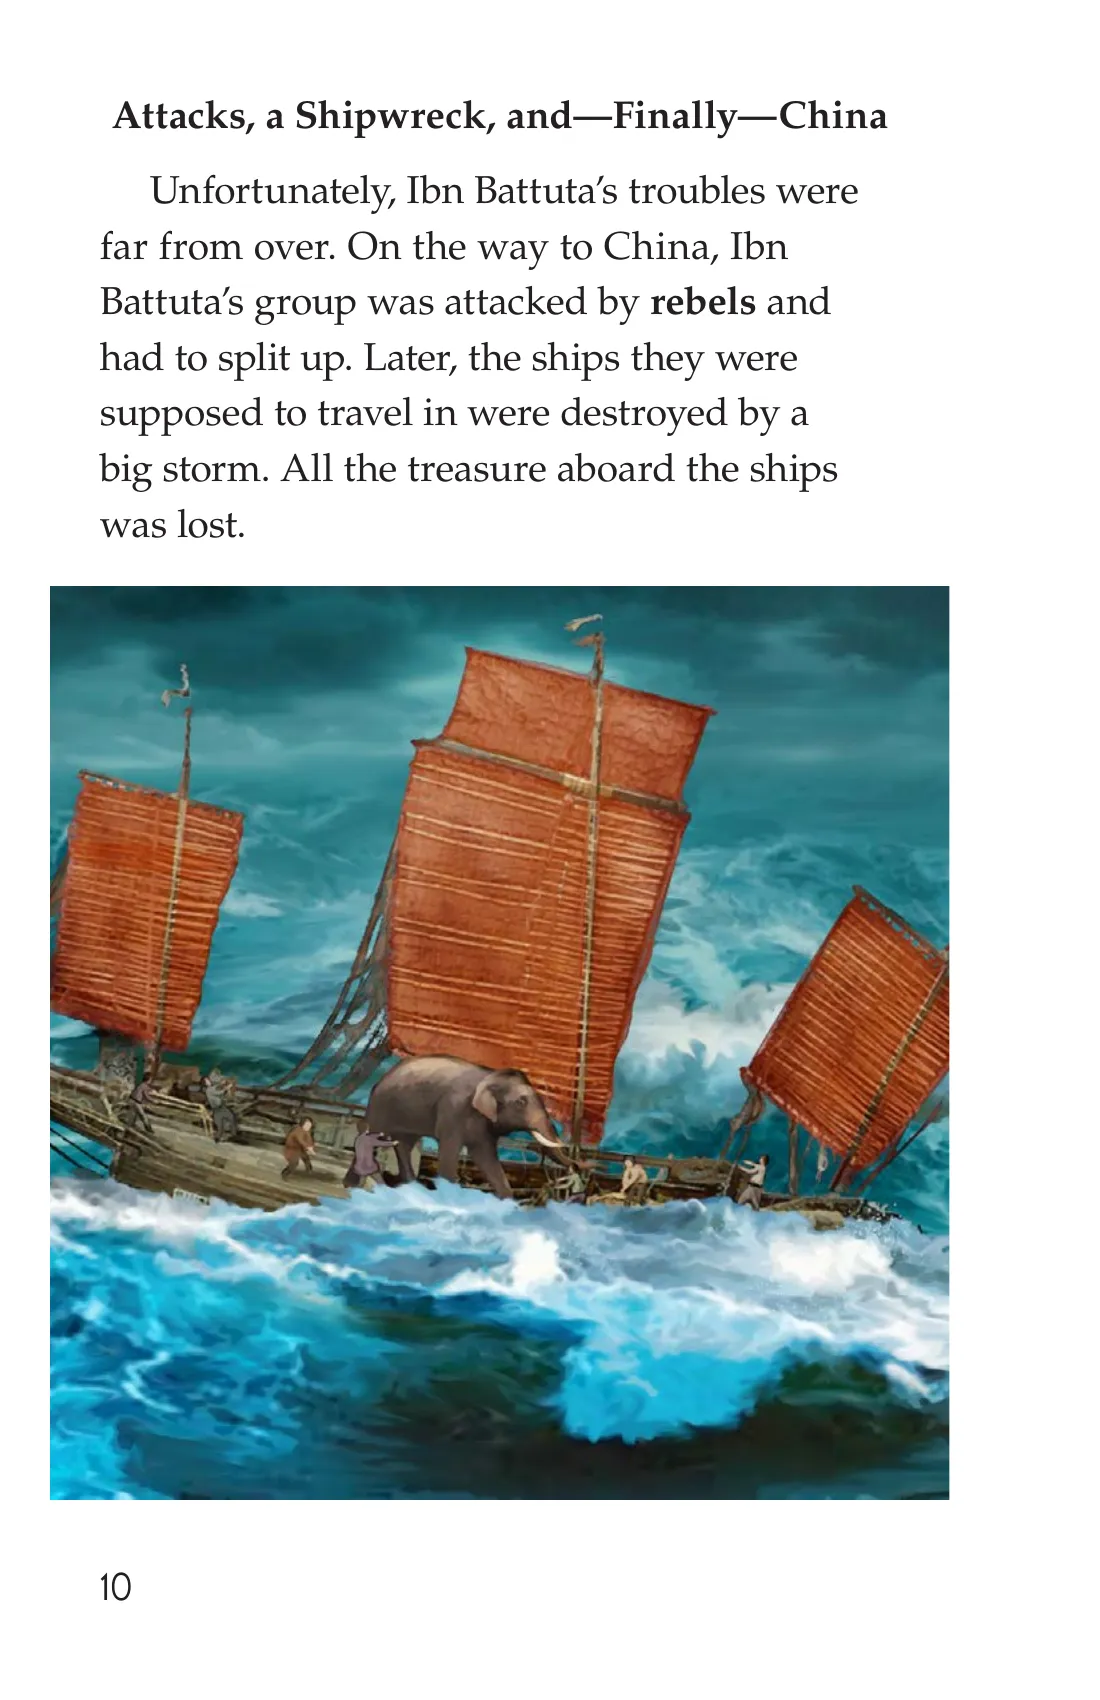 Attacks, a Shipwreck, and—Finally—China
Unfortunately, Ibn Battuta’s troubles were
far from over. On the way to China, Ibn
Battuta’s group was attacked by rebels and
had to split up. Later, the ships they were
supposed to travel in were destroyed by a
big storm. All the treasure aboard the ships
was lost.
10